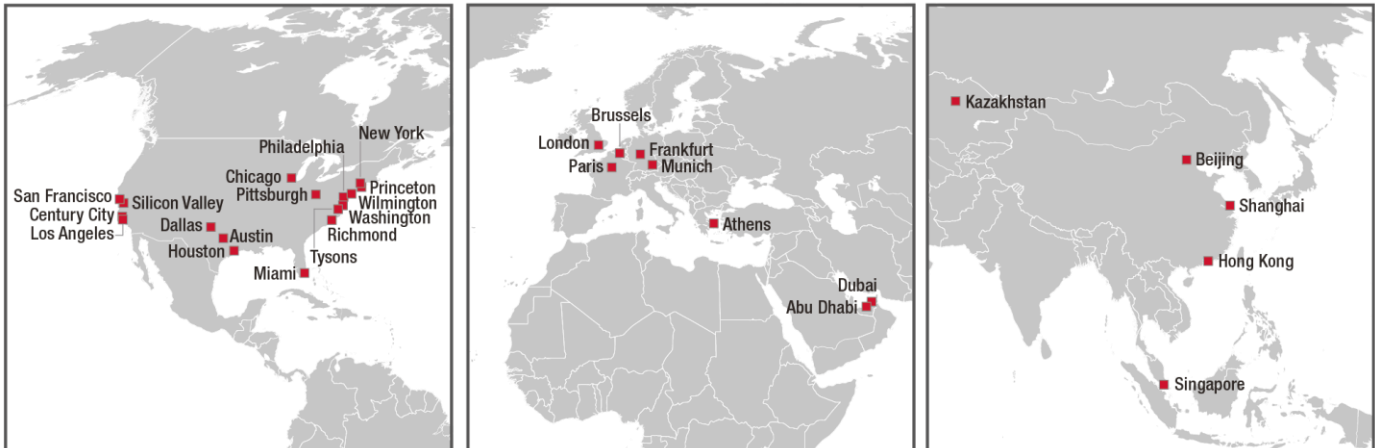 New York
Philadelphia
Chicago
Pittsburgh
Princeton
Wilmington
Washington
Richmond
Tysons
San Francisco
Silicon Valley
Century City
Los Angeles
Dallas
Austin
Houston
Miami
Brussels
London
Frankfurt
Paris
Munich
Athens
Dubai
Abu Dhabi
Kazakhstan
Beijing
Shanghai
Hong Kong
Singapore